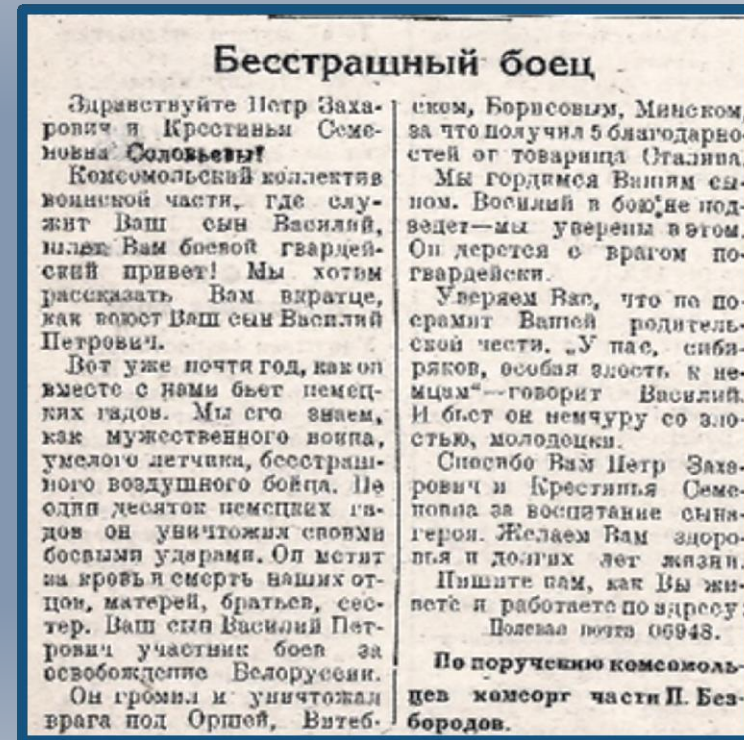 Бесстрашный боец
Здравствуйте Петр Заха-
рович и Крестинья Семе-
новна Соловьевы!
Комсомольский коллектив
воинской части, где слу-
жит Ваш сын Василий,
шлет Вам боевой гвардей-
ский привет! Мы хотим
рассказать Вам вкратце,
как воюет Ваш сын Василий
Петрович.
Вот уже почти год, как он
вместе с нами бьет немец-
ких гадов. Мы его знаем,
как мужественного воина,
умелого летчика, бесстраш-
ного воздушного бойца. Не
один десяток немецких га-
дов он уничтожил своими
боевыми ударами. Он мстит
за кровь и смерть наших от-
цов, матерей, братьев, сес-
тер. Ваш сын Василий Пет-
рович участник боев за
освобождение Белоруссии.
Он громил и уничтожал
врага под Оршей, Витеб-
ском, Борисовым, Минском,
за что получил 5 благодарно-
стей от товарища Сталина.
Мы гордимся Вашим сы-
ном. Восилий в бою не под-
ведет—мы уверены в этом.
Он дерется с врагом по-
гвардейски.
Уверяем Вас, что не по-
срамит Вашей родитель-
ской чести. „У нас, сиби-
ряков, особая злость к не-
мцам“—говорит Василий.
И бьет он немчуру со зло-
стью, молодецки.
Спасибо Вам Петр Заха-
рович и Крестинья Семе-
новна за воспитание сына-
героя. Желаем Вам здоро-
вья и долгих лет жизни.
Пишите нам, как Вы жи-
вете и работаете по адресу:
Полевая почта 06948.
По поручению комсомоль-
цев комсорг части П. Без-
бородов.